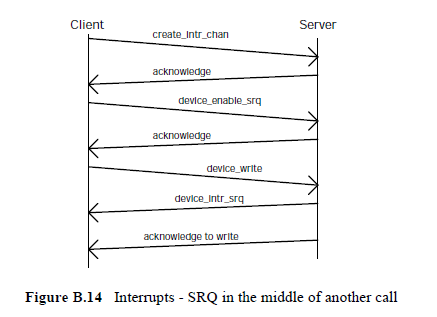 Client Server
create_intr_chan
acknowledge
device_enable_srq
acknowledge
device_write
device_intr_srq
acknowledge to write
Figure B.14 Interrupts - SRQ in the middle of another call